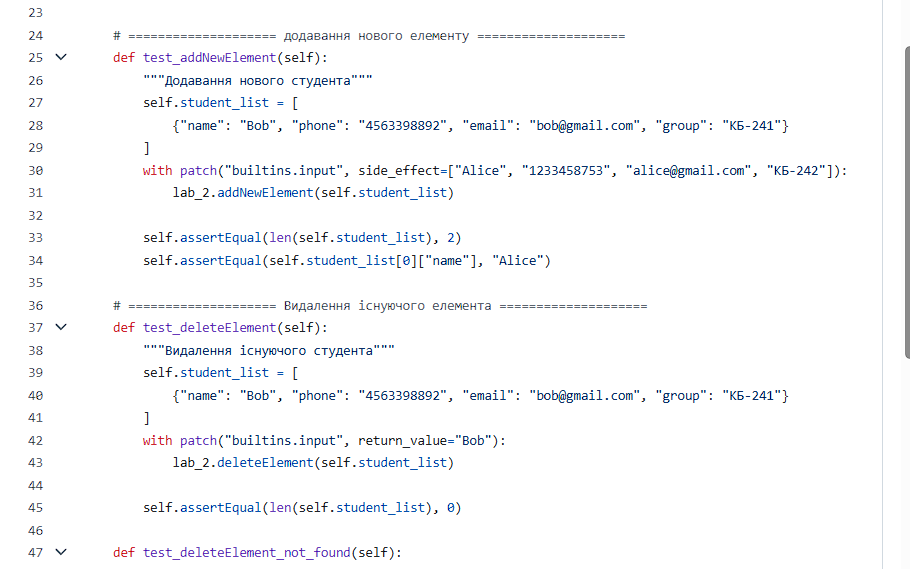 23
24 # ==================== додавання нового елементу ====================
25 def test_addNewElement(self):
26 """Додавання нового студента"""
27 self.student_list = [
28 {"name": "Bob", "phone": "4563398892", "email": "bob@gmail.com", "group": "КБ-241"}
29 ]
30 with patch("builtins.input", side_effect=["Alice", "1233458753", "alice@gmail.com", "КБ-242"]):
31 lab_2.addNewElement(self.student_list)
32
33 self.assertEqual(len(self.student_list), 2)
34 self.assertEqual(self.student_list[0]["name"], "Alice")
35
36 # ==================== Видалення існуючого елемента ====================
37 def test_deleteElement(self):
38 """Видалення існуючого студента"""
39 self.student_list = [
40 {"name": "Bob", "phone": "4563398892", "email": "bob@gmail.com", "group": "КБ-241"}
41 ]
42 with patch("builtins.input", return_value="Bob"):
43 lab_2.deleteElement(self.student_list)
44
45 self.assertEqual(len(self.student_list), 0)
46
47 def test_deleteElement_not_found(self):